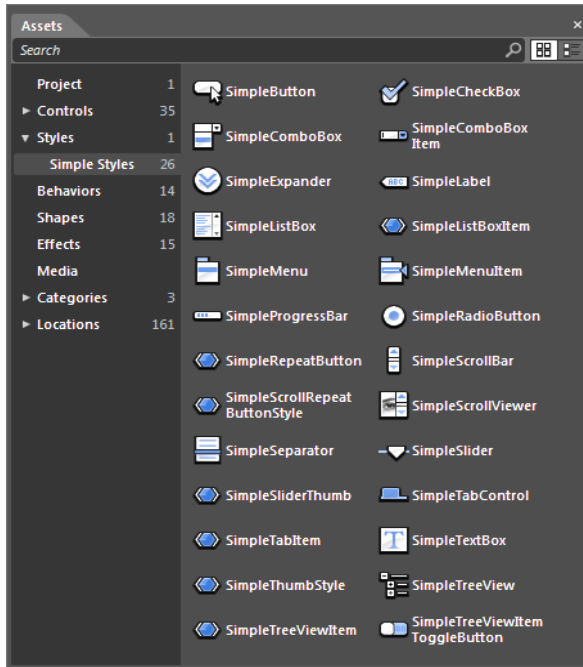 Assets
Search
Project 1
Controls 35
Styles 1
Simple Styles 26
Behaviors 14
Shapes 18
Effects 15
Media
Categories 3
Locations 161
SimpleButton
SimpleCheckBox
SimpleComboBox
SimpleComboBox
Item
SimpleExpander
ABC
SimpleLabel
SimpleListBox
SimpleListBoxItem
SimpleMenu
SimpleMenuItem
SimpleProgressBar
SimpleRadioButton
SimpleRepeatButton
SimpleScrollBar
SimpleScrollRepeat
ButtonStyle
SimpleScrollViewer
SimpleSeparator
SimpleSlider
SimpleSliderThumb
SimpleTabControl
SimpleTabItem
T
SimpleTextBox
SimpleThumbStyle
SimpleTreeView
SimpleTreeViewItem
SimpleTreeViewItem
ToggleButton